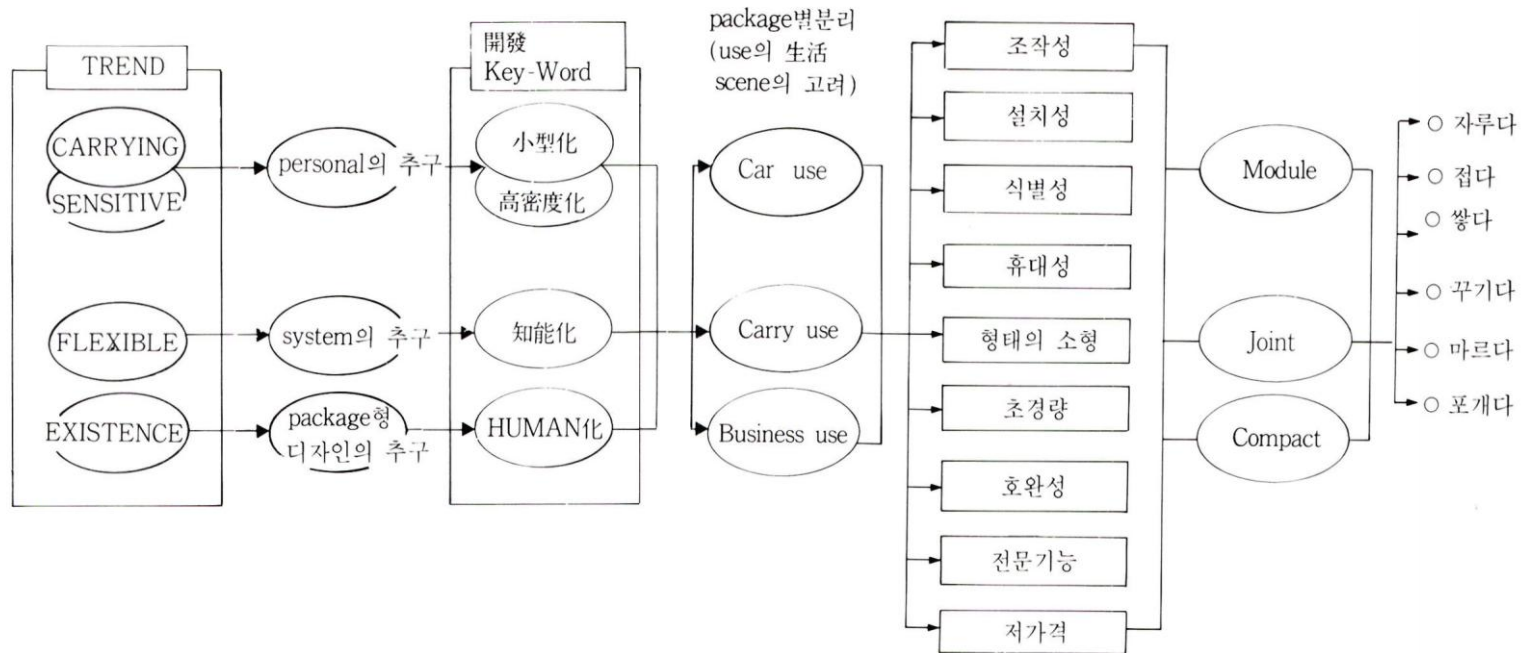 TREND
CARRYING
SENSITIVE
FLEXIBLE
EXISTENCE
personal의 추구
system의 추구
package형
디자인의 추구
開發
Key-Word
小型化
高密度化
知能化
HUMAN化
package별분리
(use의 生活
scene의 고려)
Car use
Carry use
Business use
조작성
설치성
식별성
휴대성
형태의 소형
초경량
호완성
전문기능
저가격
Module
Joint
Compact
○ 자루다
○ 접다
○ 쌓다
○ 꾸기다
○ 마르다
○ 포개다